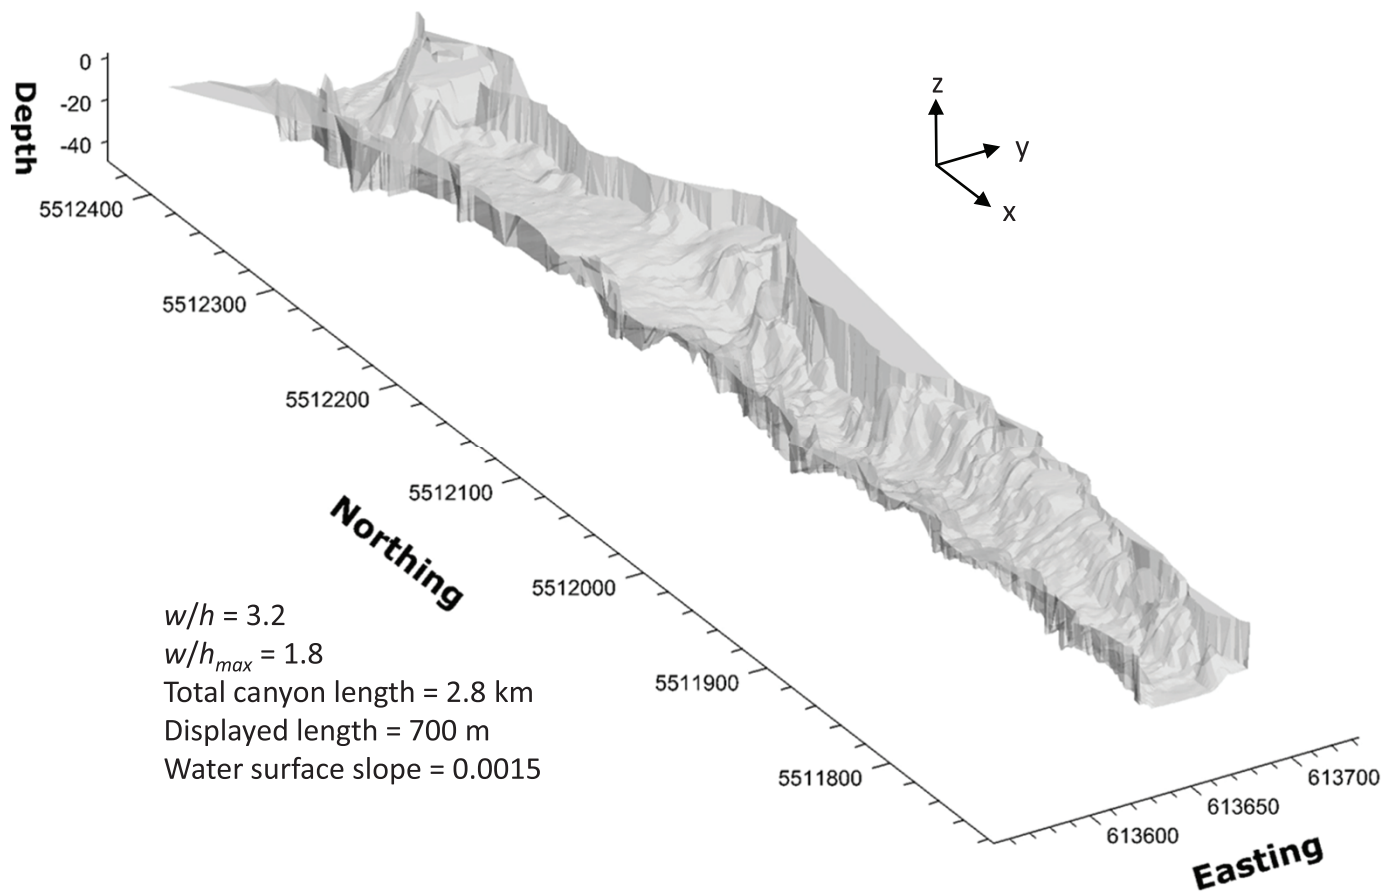 0
-20
-40
Depth
z
y
x
5512400
5512300
5512200
5512100
5512000
5511900
5511800
Northing
w/h = 3.2
w/hmax = 1.8
Total canyon length = 2.8 km
Displayed length = 700 m
Water surface slope = 0.0015
613700
613650
613600
Easting